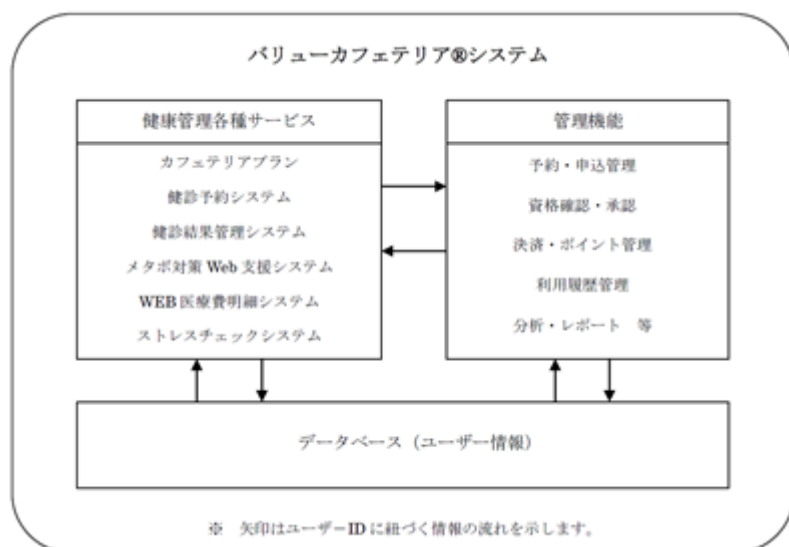 バリューカフェテリア®システム
健康管理各種サービス
カフェテリアプラン
健診予約システム
健診結果管理システム
メタボ対策 Web 支援システム
WEB 医療費明細システム
ストレスチェックシステム
管理機能
予約・申込管理
資格確認・承認
決済・ポイント管理
利用履歴管理
分析・レポート　等
データベース（ユーザー情報）
※　矢印はユーザーIDに紐づく情報の流れを示します。